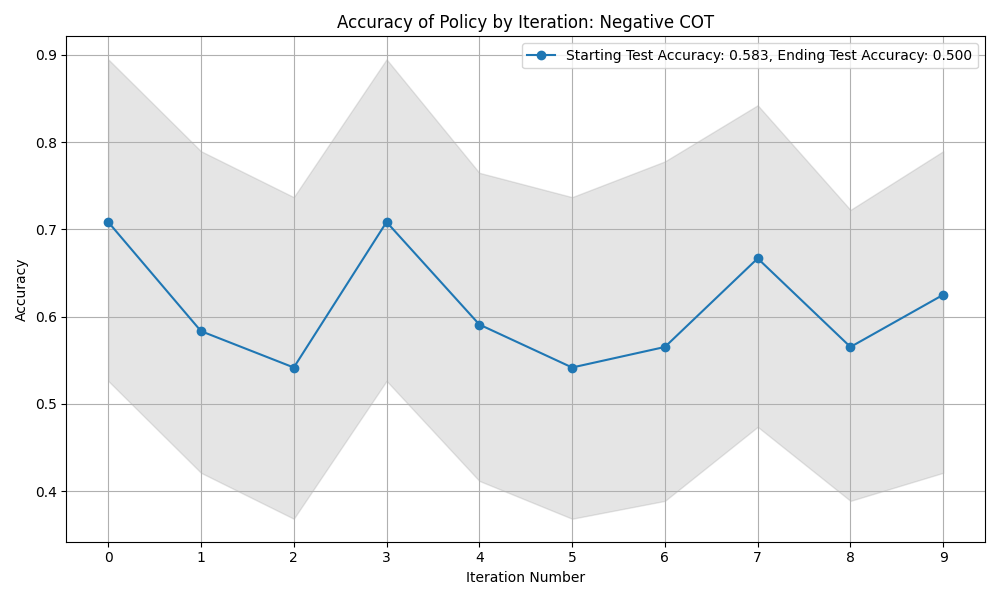 Accuracy of Policy by Iteration: Negative COT
Starting Test Accuracy: 0.583, Ending Test Accuracy: 0.500
Accuracy
0.9
0.8
0.7
0.6
0.5
0.4
0 1 2 3 4 5 6 7 8 9
Iteration Number